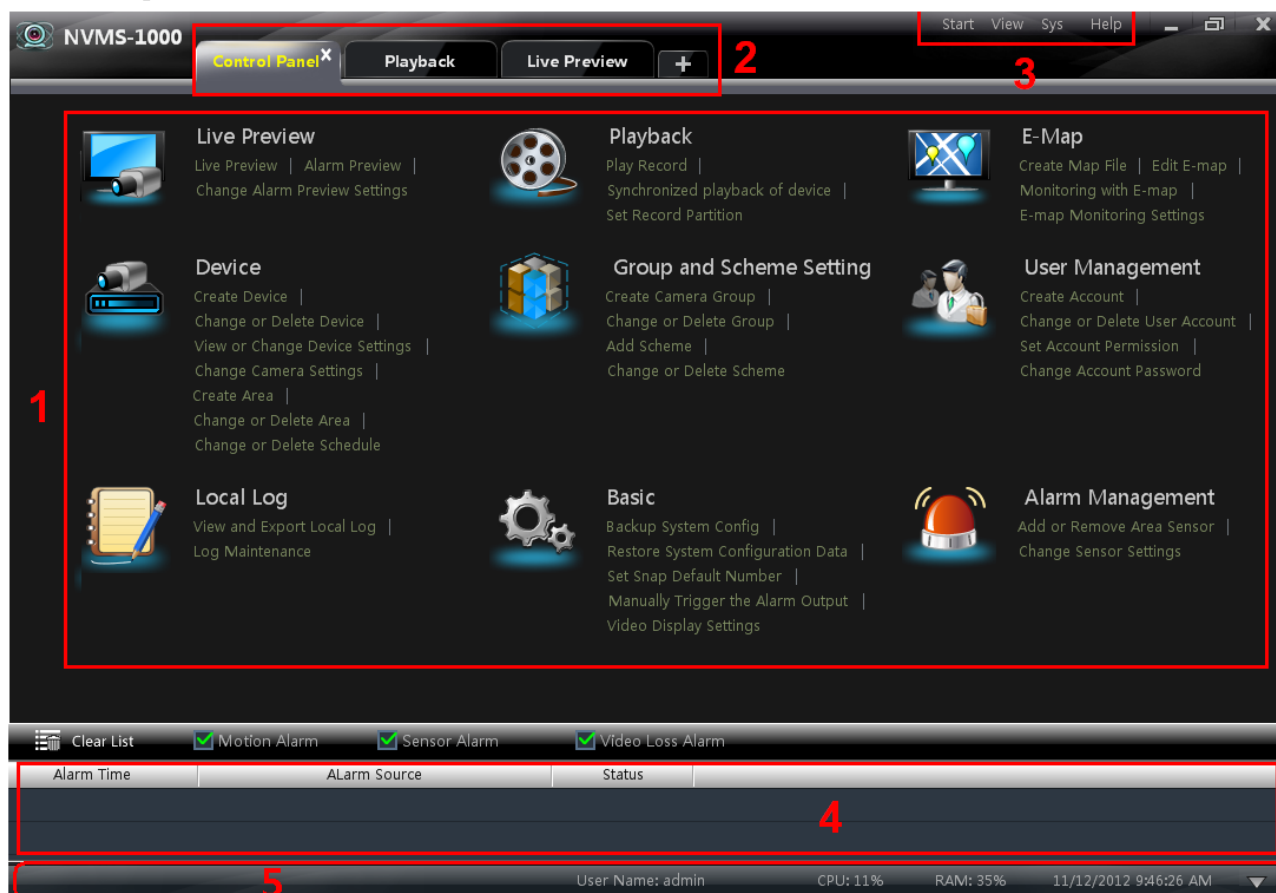 NVMS-1000
Control Panel x
Playback
Live Preview
+
2
Start View Sys Help
3
1
Live Preview
Live Preview | Alarm Preview |
Change Alarm Preview Settings
Playback
Play Record |
Synchronized playback of device |
Set Record Partition
E-Map
Create Map File | Edit E-map |
Monitoring with E-map |
E-map Monitoring Settings
Device
Create Device |
Change or Delete Device |
View or Change Device Settings |
Change Camera Settings |
Create Area |
Change or Delete Area |
Change or Delete Schedule
Group and Scheme Setting
Create Camera Group |
Change or Delete Group |
Add Scheme |
Change or Delete Scheme
User Management
Create Account |
Change or Delete User Account |
Set Account Permission |
Change Account Password
Local Log
View and Export Local Log |
Log Maintenance
Basic
Backup System Config |
Restore System Configuration Data |
Set Snap Default Number |
Manually Trigger the Alarm Output |
Video Display Settings
Alarm Management
Add or Remove Area Sensor |
Change Sensor Settings
Clear List
Motion Alarm
Sensor Alarm
Video Loss Alarm
Alarm Time
ALarm Source
Status
4
5
User Name: admin
CPU: 11%
RAM: 35%
11/12/2012 9:46:26 AM